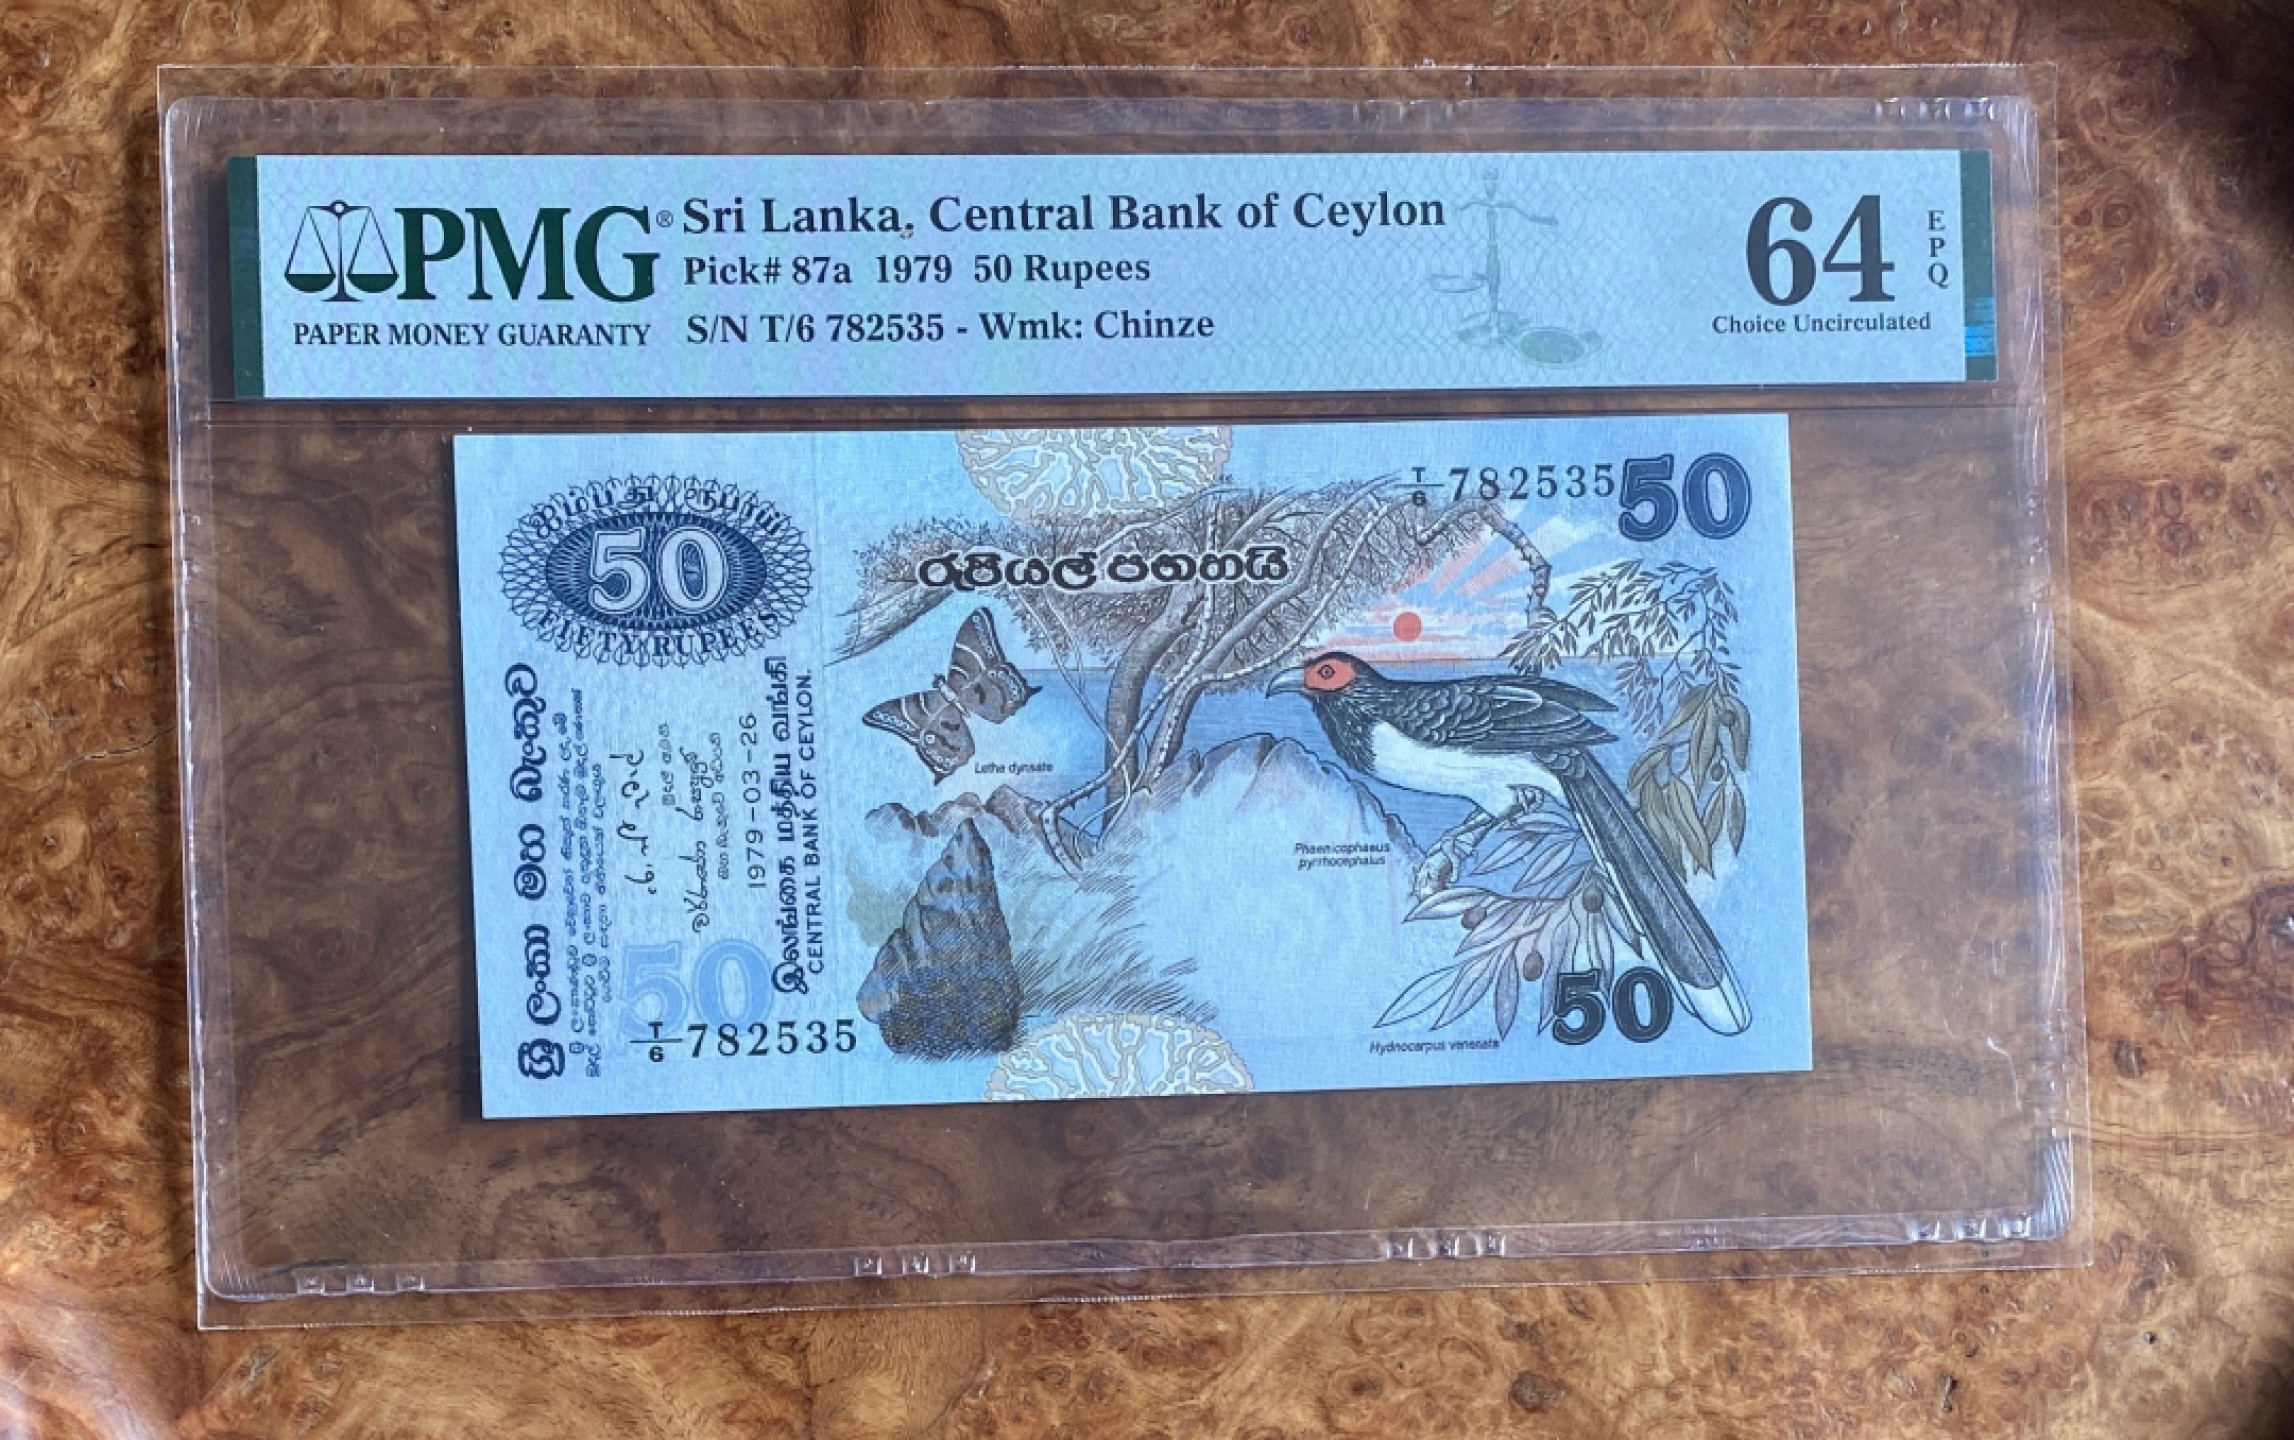 PMG®
PAPER MONEY GUARANTY
Sri Lanka, Central Bank of Ceylon
Pick# 87a 1979 50 Rupees
S/N T/6 782535 - Wmk: Chinze
64
EPQ
Choice Uncirculated
ஐம்பது ரூபாய்
50
FIFTY RUPEES
ශ්‍රී ලංකා මහ බැංකුව
1979-03-26
இலங்கை மத்திய வங்கி
CENTRAL BANK OF CEYLON.
50
T/6 782535
රුපියල් පනහයි
T/6 782535
50
Lethe dynsate
Phaenicophaeus
pyrrhocephalus
Hydnocarpus venenata
50